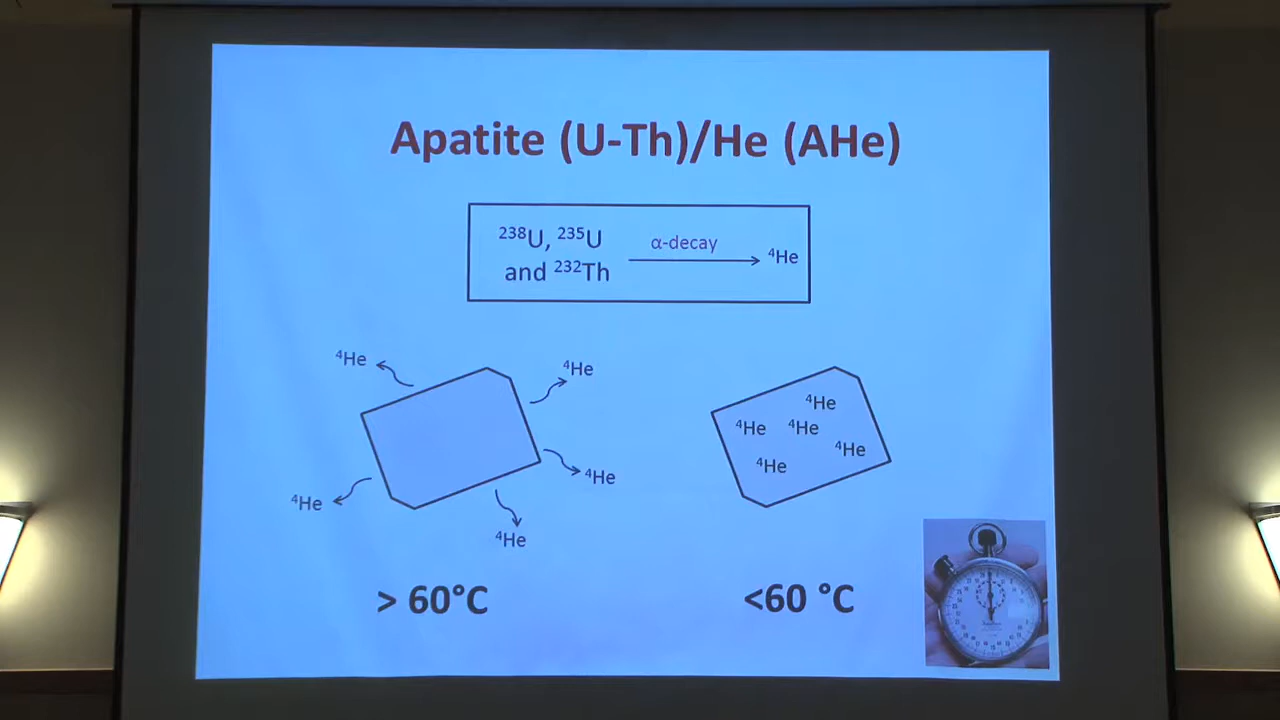 Apatite (U-Th)/He (AHe)
²³⁸U, ²³⁵U
and ²³²Th
α-decay
⁴He
⁴He
⁴He
⁴He
⁴He
⁴He
⁴He
⁴He
⁴He
⁴He
⁴He
> 60°C
<60 °C